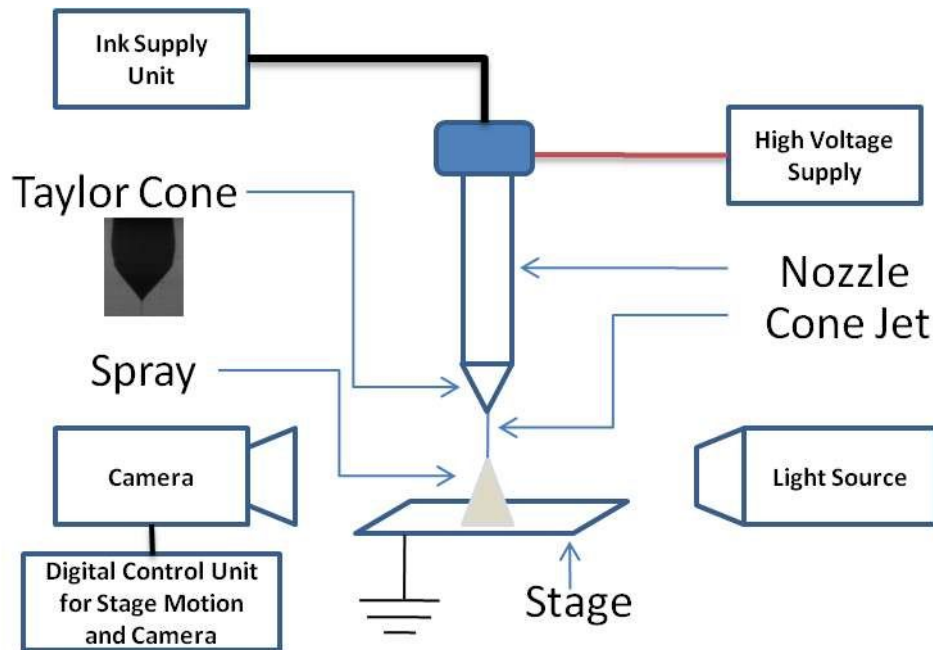 Ink Supply
Unit
High Voltage
Supply
Taylor Cone
Nozzle
Cone Jet
Spray
Camera
Light Source
Digital Control Unit
for Stage Motion
and Camera
Stage